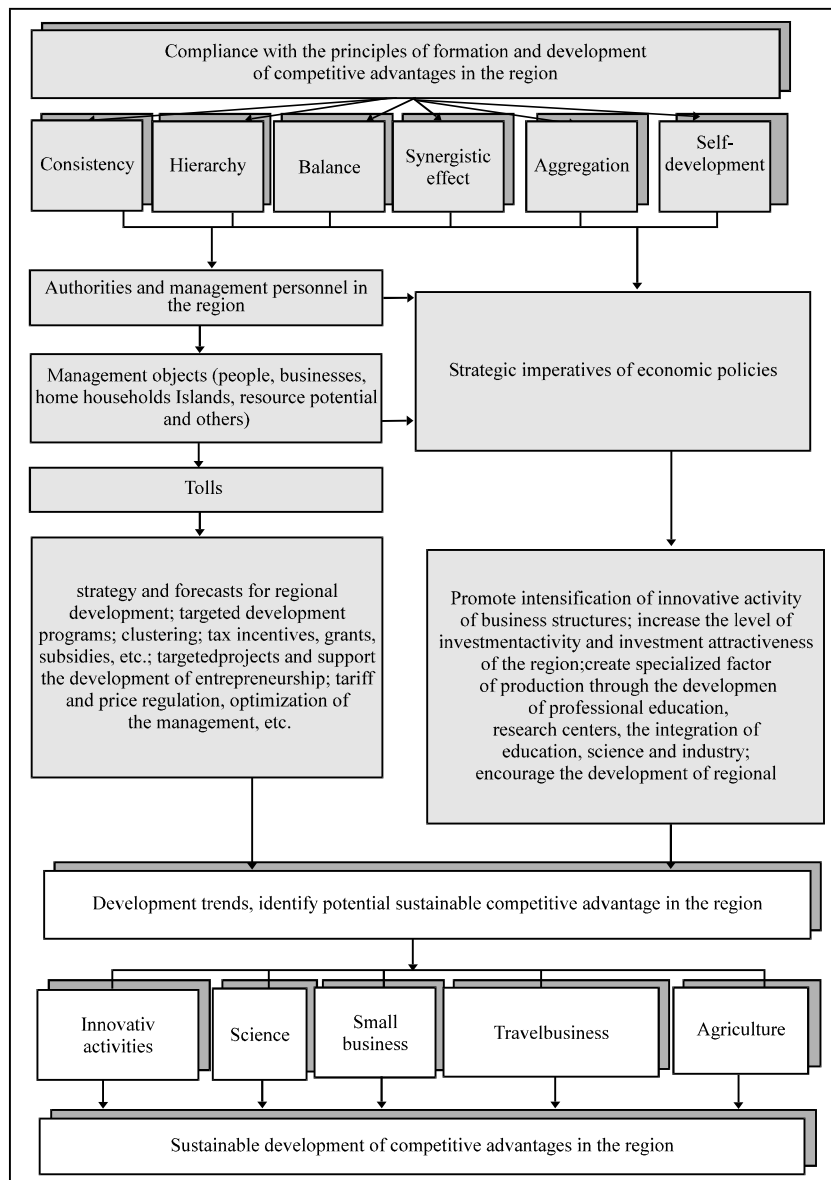 Compliance with the principles of formation and development
of competitive advantages in the region
Consistency
Hierarchy
Balance
Synergistic
effect
Aggregation
Self-
development
Authorities and management personnel in
the region
Management objects (people, businesses,
home households Islands, resource potential
and others)
Strategic imperatives of economic policies
Tolls
strategy and forecasts for regional
development; targeted development
programs; clustering; tax incentives, grants,
subsidies, etc.; targetedprojects and support
the development of entrepreneurship; tariff
and price regulation, optimization of
the management, etc.
Promote intensification of innovative activity
of business structures; increase the level of
investmentactivity and investment attractiveness
of the region;create specialized factor
of production through the developmen
of professional education,
research centers, the integration of
education, science and industry;
encourage the development of regional
Development trends, identify potential sustainable competitive advantage in the region
Innovativ
activities
Science
Small
business
Travelbusiness
Agriculture
Sustainable development of competitive advantages in the region